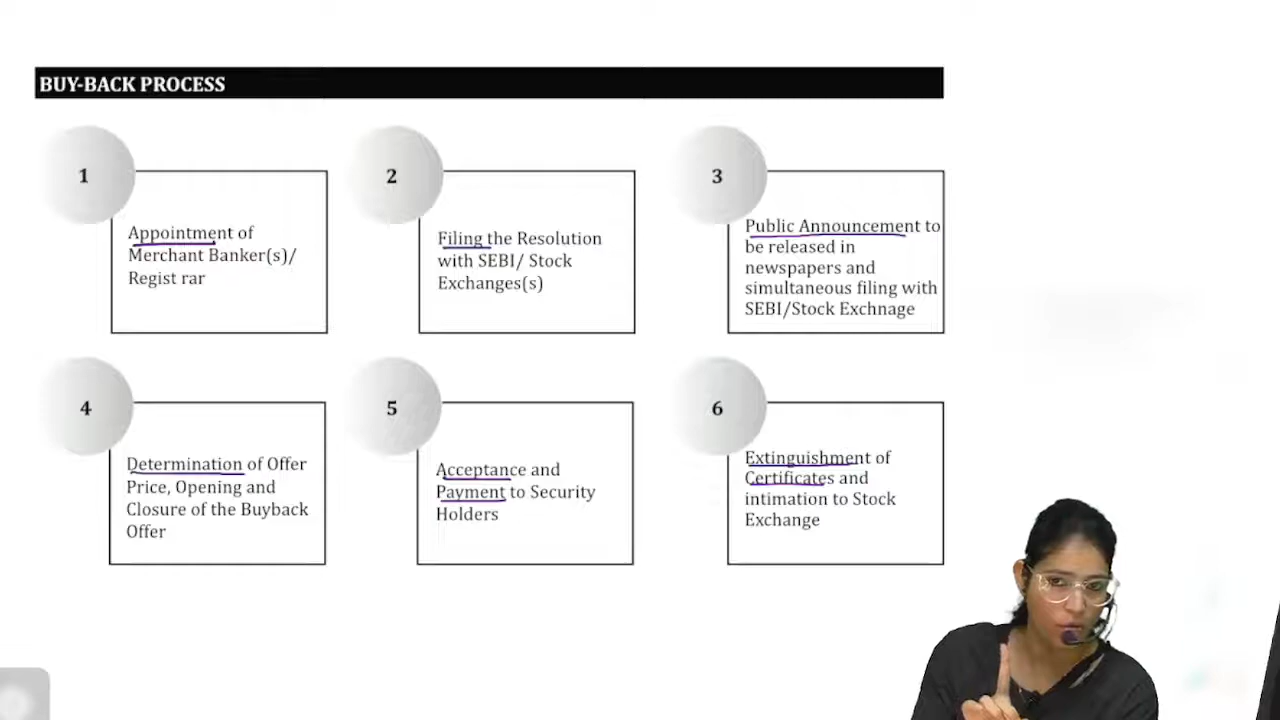 BUY-BACK PROCESS
1
Appointment of
Merchant Banker(s)/
Regist rar
2
Filing the Resolution
with SEBI/ Stock
Exchanges(s)
3
Public Announcement to
be released in
newspapers and
simultaneous filing with
SEBI/Stock Exchnage
4
Determination of Offer
Price, Opening and
Closure of the Buyback
Offer
5
Acceptance and
Payment to Security
Holders
6
Extinguishment of
Certificates and
intimation to Stock
Exchange